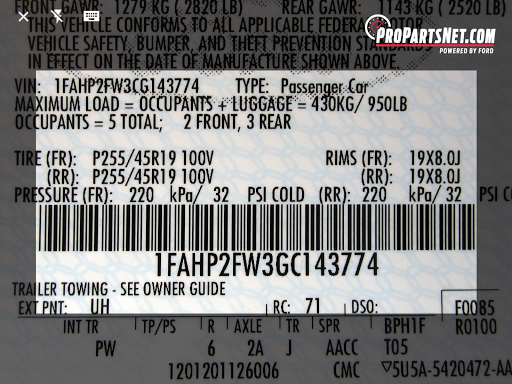 FRONT GAWR: 1279 KG ( 2820 LB) REAR GAWR: 1143 KG ( 2520 LB)
THIS VEHICLE CONFORMS TO ALL APPLICABLE FEDERAL MOTOR
VEHICLE SAFETY, BUMPER, AND THEFT PREVENTION STANDARDS
IN EFFECT ON THE DATE OF MANUFACTURE SHOWN ABOVE.
PROPARTSNET.COM
POWERED BY FORD
VIN: 1FAHP2FW3CG143774 TYPE: Passenger Car
MAXIMUM LOAD = OCCUPANTS + LUGGAGE = 430KG/ 950LB
OCCUPANTS = 5 TOTAL; 2 FRONT, 3 REAR
TIRE (FR): P255/45R19 100V RIMS (FR): 19X8.0J
(RR): P255/45R19 100V (RR): 19X8.0J
PRESSURE (FR): 220 kPa/ 32 PSI COLD (RR): 220 kPa/ 32 PSI CO
1FAHP2FW3GC143774
TRAILER TOWING - SEE OWNER GUIDE
EXT PNT: UH RC: 71 DSO: F0085
INT TR TP/PS R AXLE TR SPR BPH1F R0100
PW 6 2A J AACC T05
1201201126006 CMC ▽5U5A-5420472-AA